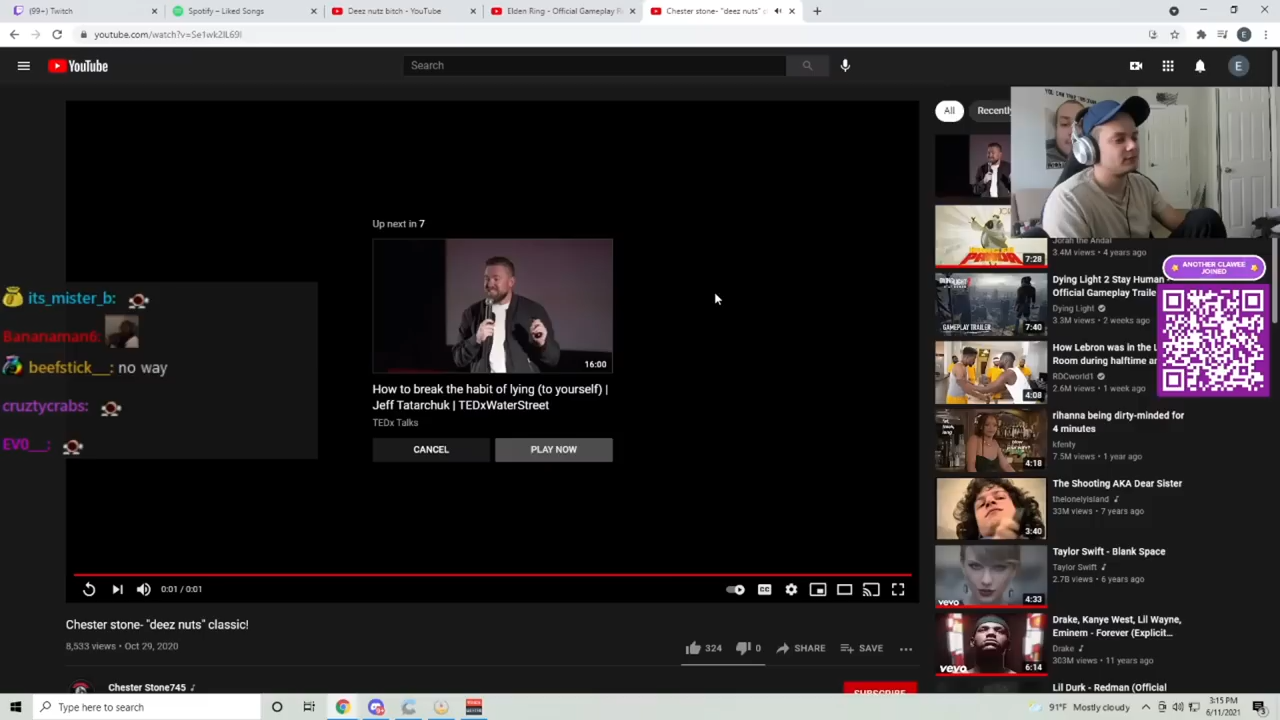 (99+) Twitch
Spotify – Liked Songs
Deez nutz bitch - YouTube
Elden Ring - Official Gameplay
Chester stone- "deez nuts" c
youtube.com/watch?v=Se1wk2IL69I
YouTube
Search
E
E
All
Recently
Up next in 7
16:00
How to break the habit of lying (to yourself) |
Jeff Tatarchuk | TEDxWaterStreet
TEDx Talks
CANCEL
PLAY NOW
its_mister_b:
Bananaman6:
beefstick__: no way
cruztycrabs:
EV0__:
0:01 / 0:01
Chester stone- "deez nuts" classic!
8,533 views • Oct 29, 2020
324
0
SHARE
SAVE
Chester Stone745
SUBSCRIBE
Jorah the Andal
3.4M views • 4 years ago
7:28
ANOTHER CLAWEE
JOINED
Dying Light 2 Stay Human
Official Gameplay Traile
Dying Light
3.3M views • 2 weeks ago
GAMEPLAY TRAILER
7:40
How Lebron was in the L
Room during halftime an
RDCworld1
2.6M views • 1 week ago
4:08
rihanna being dirty-minded for
4 minutes
kfenty
7.5M views • 1 year ago
4:18
The Shooting AKA Dear Sister
thelonelyisland
33M views • 7 years ago
3:40
Taylor Swift - Blank Space
Taylor Swift
2.7B views • 6 years ago
vevo
4:33
Drake, Kanye West, Lil Wayne,
Eminem - Forever (Explicit...
Drake
303M views • 11 years ago
vevo
6:14
Lil Durk - Redman (Official
Type here to search
91°F Mostly cloudy
3:15 PM
6/11/2021
3